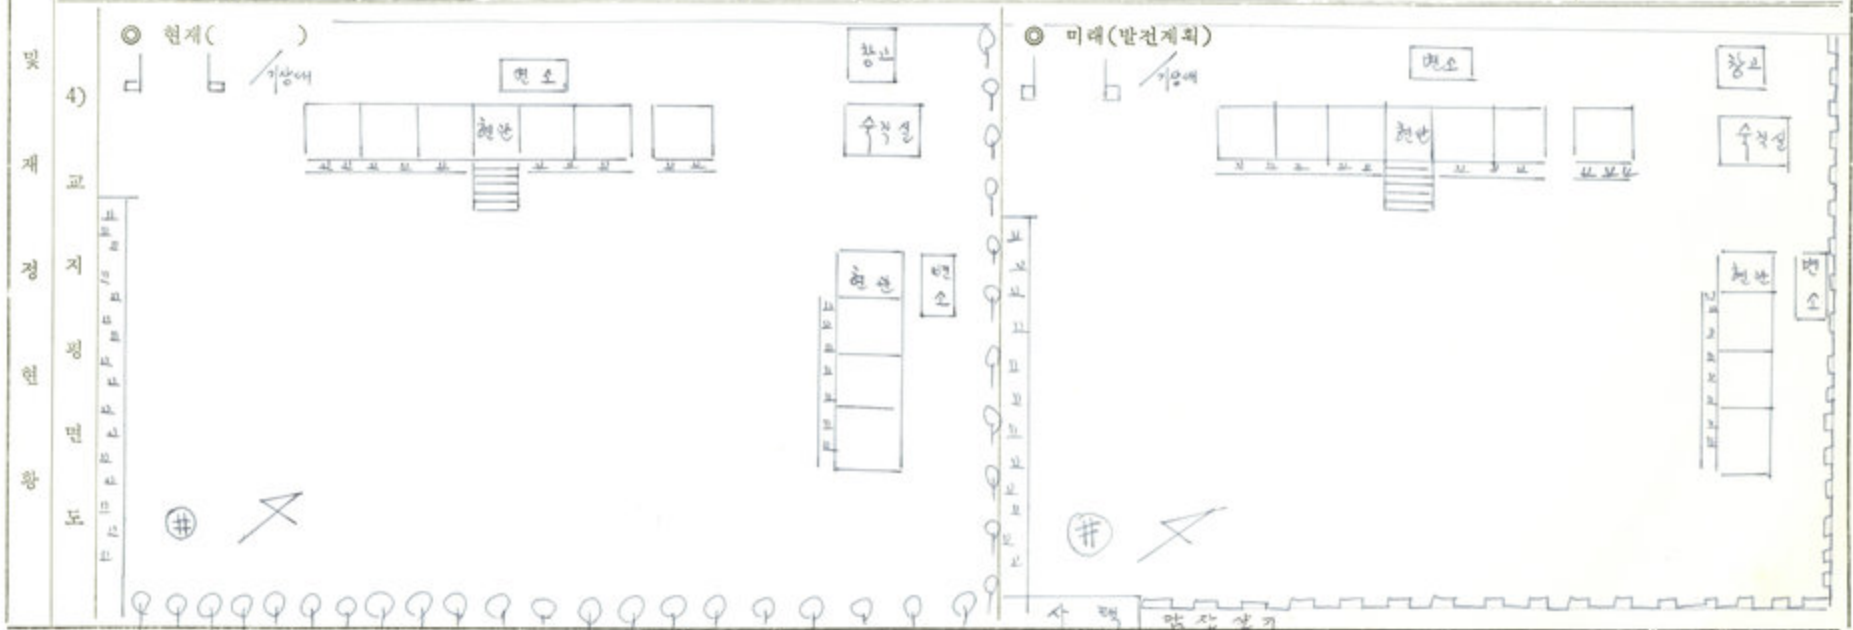 및 재 정 현 황
4) 교 지 평 면 도
◎ 현재( )
기상대
변소
창고
현관
숙직실
현관
변소
◎ 미래(발전계획)
기상대
변소
창고
현관
숙직실
현관
변소
사 택